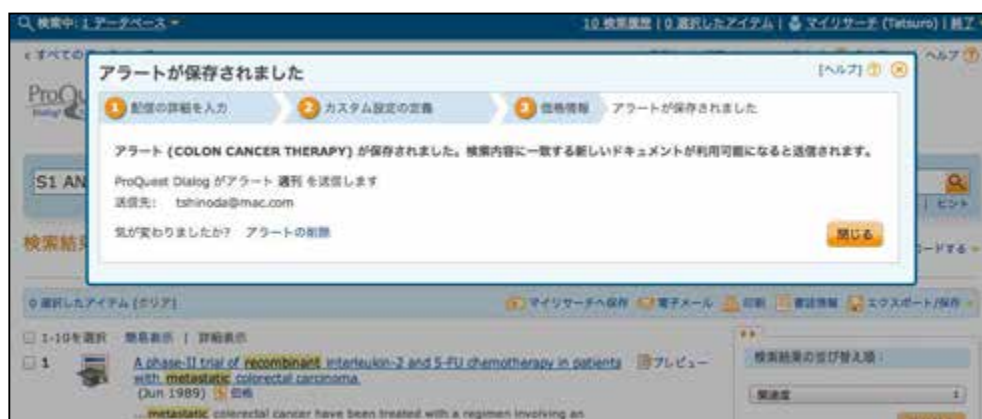 検索中: 1 データベース
10 検索履歴 | 0 選択したアイテム | マイリサーチ (Tatsuro) | 終了
< すべての
ヘルプ
アラートが保存されました
[ヘルプ]
1 配信の詳細を入力
2 カスタム設定の定義
3 価格情報
アラートが保存されました
アラート (COLON CANCER THERAPY) が保存されました。検索内容に一致する新しいドキュメントが利用可能になると送信されます。
ProQuest Dialog がアラート 週刊 を送信します
送信先: tshinoda@mac.com
気が変わりましたか? アラートの削除
閉じる
S1 AN
| ヒント
検索結果
ードする
0 選択したアイテム [クリア]
マイリサーチへ保存 電子メール 印刷 書誌情報 エクスポート/保存
1-10を選択 簡易表示 | 詳細表示
1
A phase-II trial of recombinant interleukin-2 and 5-FU chemotherapy in patients
with metastatic colorectal carcinoma.
プレビュー
(Jun 1989) 価格
...metastatic colorectal cancer have been treated with a regimen involving an
検索結果の並び替え順:
関連度